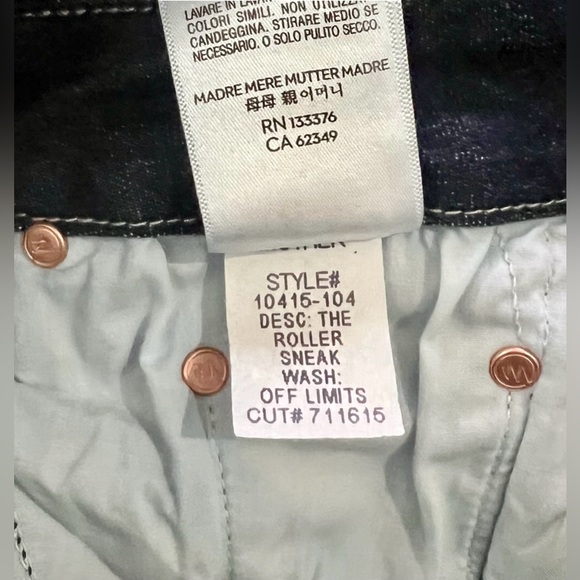 LAVARE IN LAVAT
COLORI SIMILI. NON UTILIZZ
CANDEGGINA. STIRARE MEDIO SE
NECESSARIO. O SOLO PULITO SECCO.
MADRE MERE MUTTER MADRE
母母 親 어머니
RN 133376
CA 62349
STYLE#
10415-104
DESC: THE
ROLLER
SNEAK
WASH:
OFF LIMITS
CUT# 711615